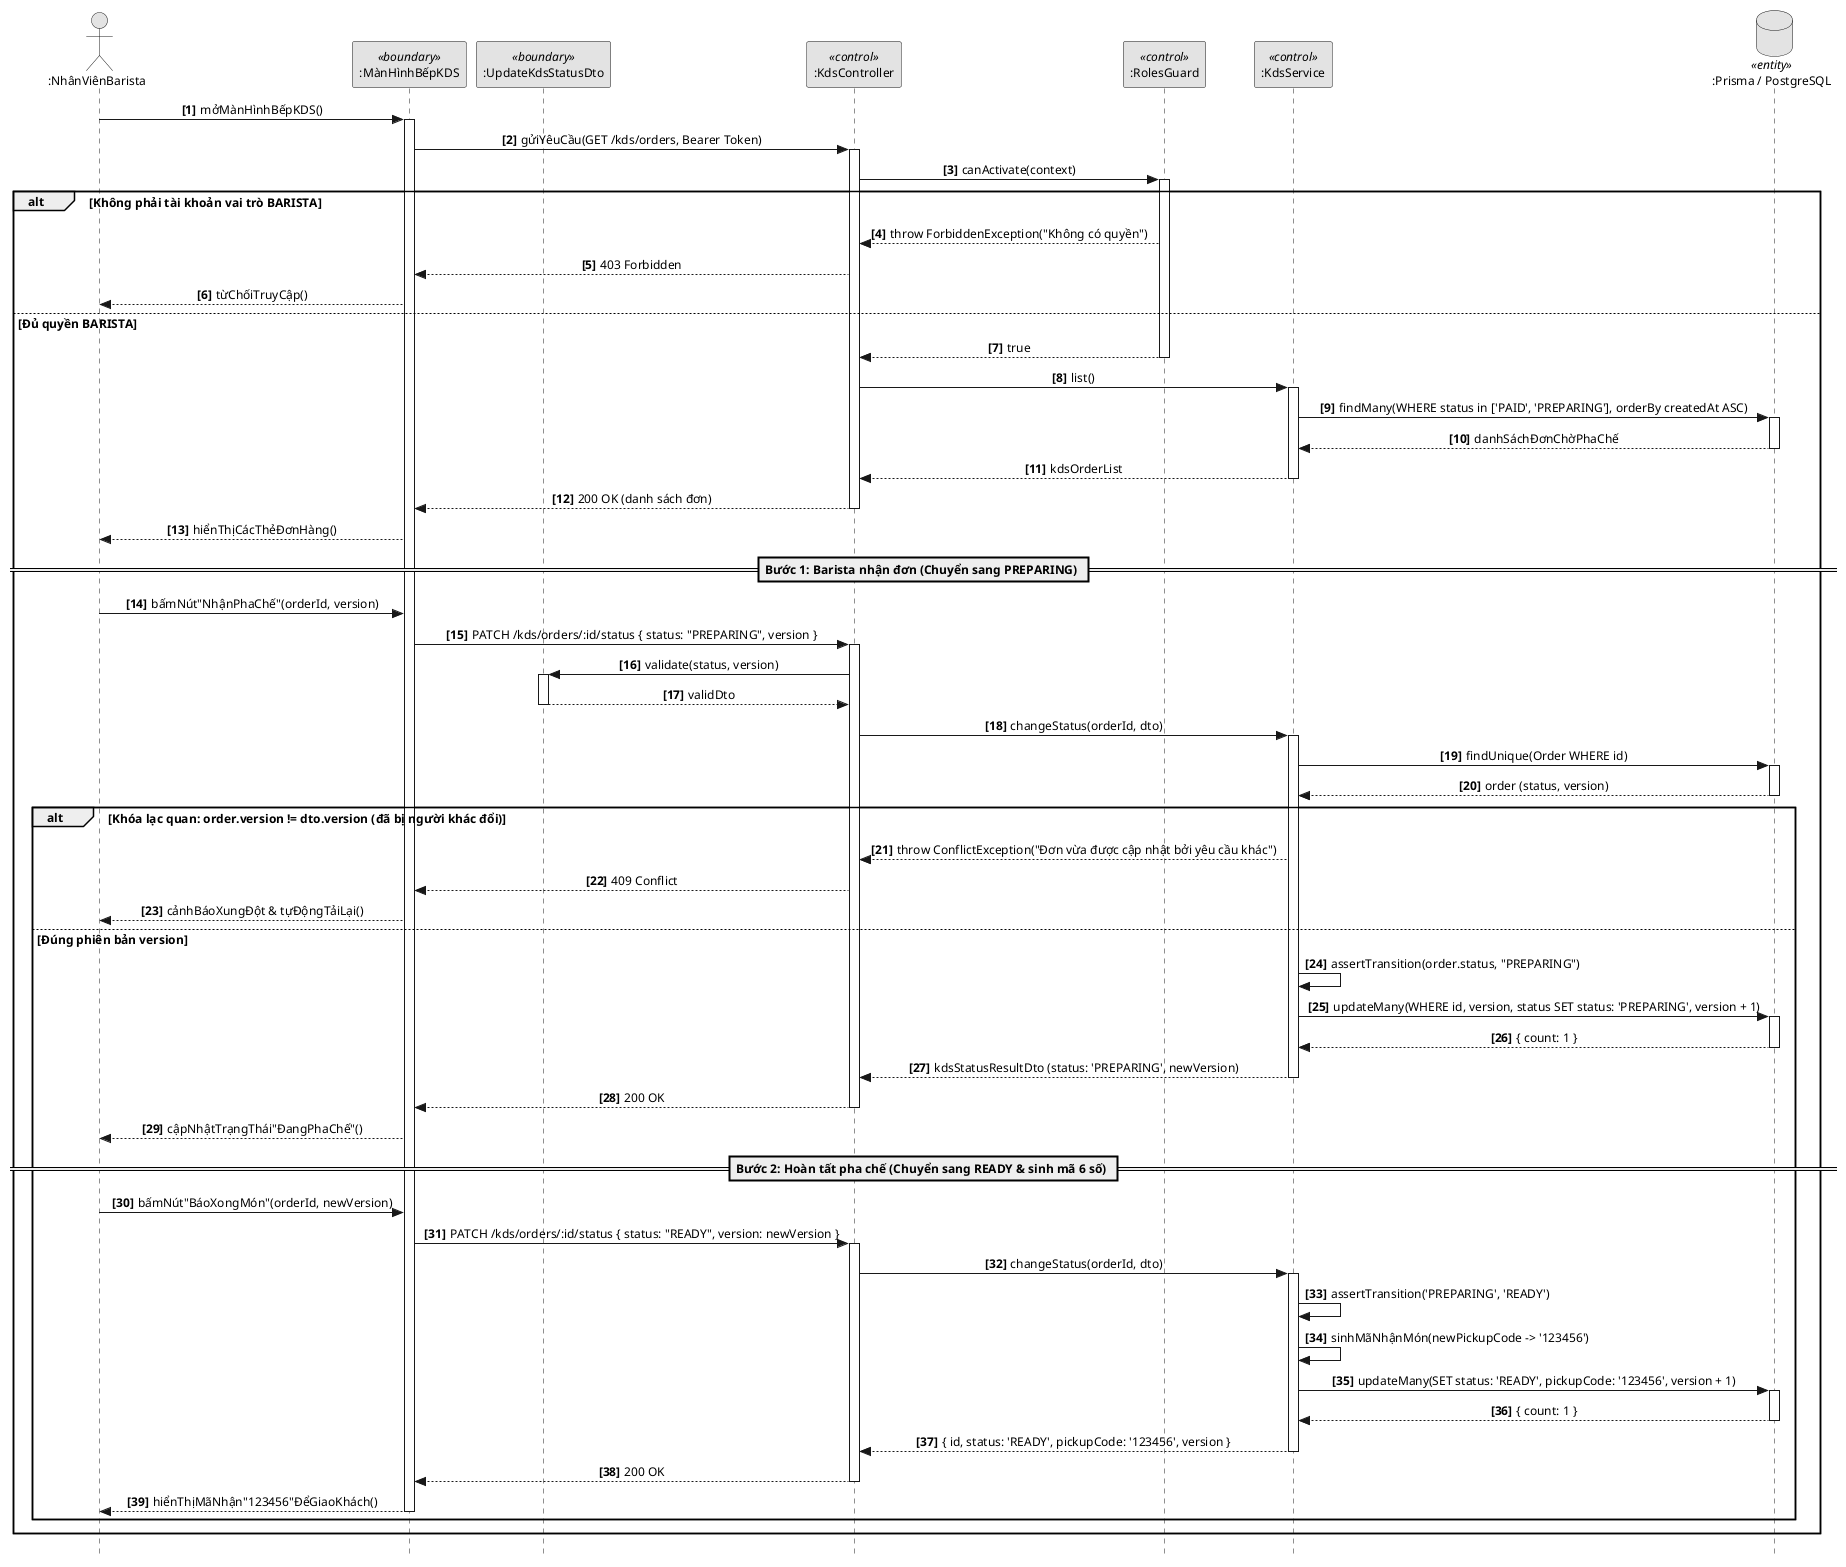 :NhânViênBarista
«boundary»
:MànHìnhBếpKDS
«boundary»
:UpdateKdsStatusDto
«control»
:KdsController
«control»
:RolesGuard
«control»
:KdsService
«entity»
:Prisma / PostgreSQL
[1] mởMànHìnhBếpKDS()
[2] gửiYêuCầu(GET /kds/orders, Bearer Token)
[3] canActivate(context)
alt [Không phải tài khoản vai trò BARISTA]
[4] throw ForbiddenException("Không có quyền")
[5] 403 Forbidden
[6] từChốiTruyCập()
[Đủ quyền BARISTA]
[7] true
[8] list()
[9] findMany(WHERE status in ['PAID', 'PREPARING'], orderBy createdAt ASC)
[10] danhSáchĐơnChờPhaChế
[11] kdsOrderList
[12] 200 OK (danh sách đơn)
[13] hiểnThịCácThẻĐơnHàng()
Bước 1: Barista nhận đơn (Chuyển sang PREPARING)
[14] bấmNút"NhậnPhaChế"(orderId, version)
[15] PATCH /kds/orders/:id/status { status: "PREPARING", version }
[16] validate(status, version)
[17] validDto
[18] changeStatus(orderId, dto)
[19] findUnique(Order WHERE id)
[20] order (status, version)
alt [Khóa lạc quan: order.version != dto.version (đã bị người khác đổi)]
[21] throw ConflictException("Đơn vừa được cập nhật bởi yêu cầu khác")
[22] 409 Conflict
[23] cảnhBáoXungĐột & tựĐộngTảiLại()
[Đúng phiên bản version]
[24] assertTransition(order.status, "PREPARING")
[25] updateMany(WHERE id, version, status SET status: 'PREPARING', version + 1)
[26] { count: 1 }
[27] kdsStatusResultDto (status: 'PREPARING', newVersion)
[28] 200 OK
[29] cậpNhậtTrạngThái"ĐangPhaChế"()
Bước 2: Hoàn tất pha chế (Chuyển sang READY & sinh mã 6 số)
[30] bấmNút"BáoXongMón"(orderId, newVersion)
[31] PATCH /kds/orders/:id/status { status: "READY", version: newVersion }
[32] changeStatus(orderId, dto)
[33] assertTransition('PREPARING', 'READY')
[34] sinhMãNhậnMón(newPickupCode -> '123456')
[35] updateMany(SET status: 'READY', pickupCode: '123456', version + 1)
[36] { count: 1 }
[37] { id, status: 'READY', pickupCode: '123456', version }
[38] 200 OK
[39] hiểnThịMãNhận"123456"ĐểGiaoKhách()